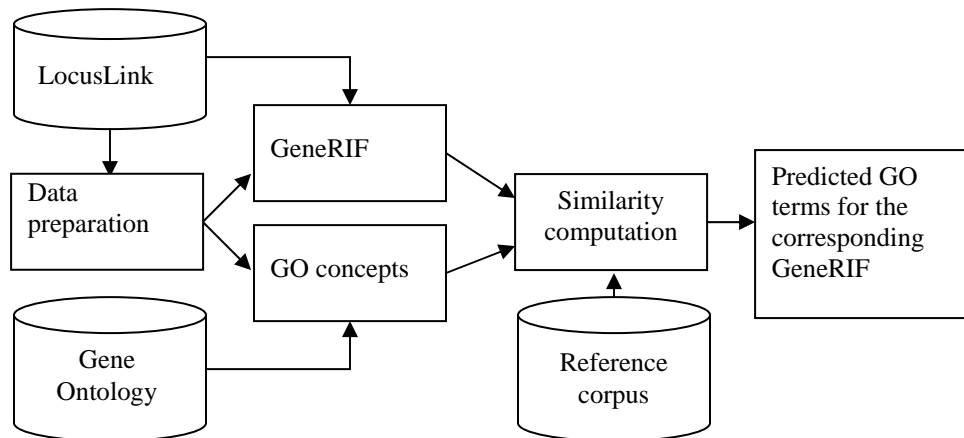 LocusLink
GeneRIF
Data
preparation
GO concepts
Similarity
computation
Predicted GO
terms for the
corresponding
GeneRIF
Gene
Ontology
Reference
corpus